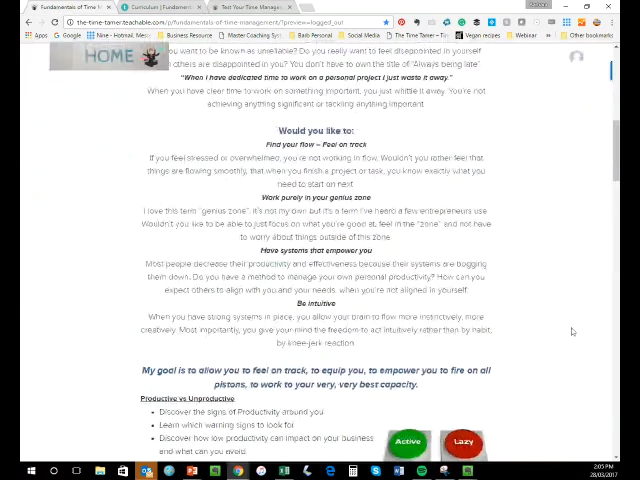 Fundamentals of Time M
Curriculum | Fundament
Test Your Time Manage
the-time-tamer.teachable.com/p/fundamentals-of-time-management/?preview=logged_out
Apps
Google
Nine - Hotmail, Messe
Master Coaching Sys
Baib Finance
Social Media
The Time Tamer - Tim
Vegan recipes
Webinar
Other bookmarks
HOME
you want to be known as unreliable? Do you really want to feel disappointed in yourself
others are disappointed in you? You don't have to own the title of "Always being late"
"When I have dedicated time to work on a personal project I just waste it away."
When you have clear time to work on something important, you just whittle it away. You're not
achieving anything significant or tackling anything important
Would you like to:
Find your flow – Feel on track
If you feel stressed or overwhelmed, you're not working in flow. Wouldn't you rather feel that
things are flowing smoothly, that when you finish a project or task, you know exactly what you
need to start on next
Work purely in your genius zone
I love this term "genius zone". It's not my own but it's a term I've heard a few entrepreneurs use
Wouldn't you like to be able to just focus on what you're good at, feel in the "zone" and not have
to worry about things outside of this zone
Have systems that empower you
Most people decrease their productivity and effectiveness because their systems are bogging
them down. Do you have a method to manage your own personal productivity? How can you
expect others to align with you and your needs, when you're not aligned in yourself.
Be intuitive
When you have strong systems in place, you allow your brain to flow more instinctively, more
creatively. Most importantly, you give your mind the freedom to act intuitively rather than by habit,
by knee-jerk reaction.
My goal is to allow you to feel on track, to equip you, to empower you to fire on all
pistons, to work to your very, very best capacity.
Productive vs Unproductive
• Discover the signs of Productivity around you
• Learn which warning signs to look for
• Discover how low productivity can impact on your business
and what can you avoid.
Active
Lazy
2:05 PM
28/03/2017